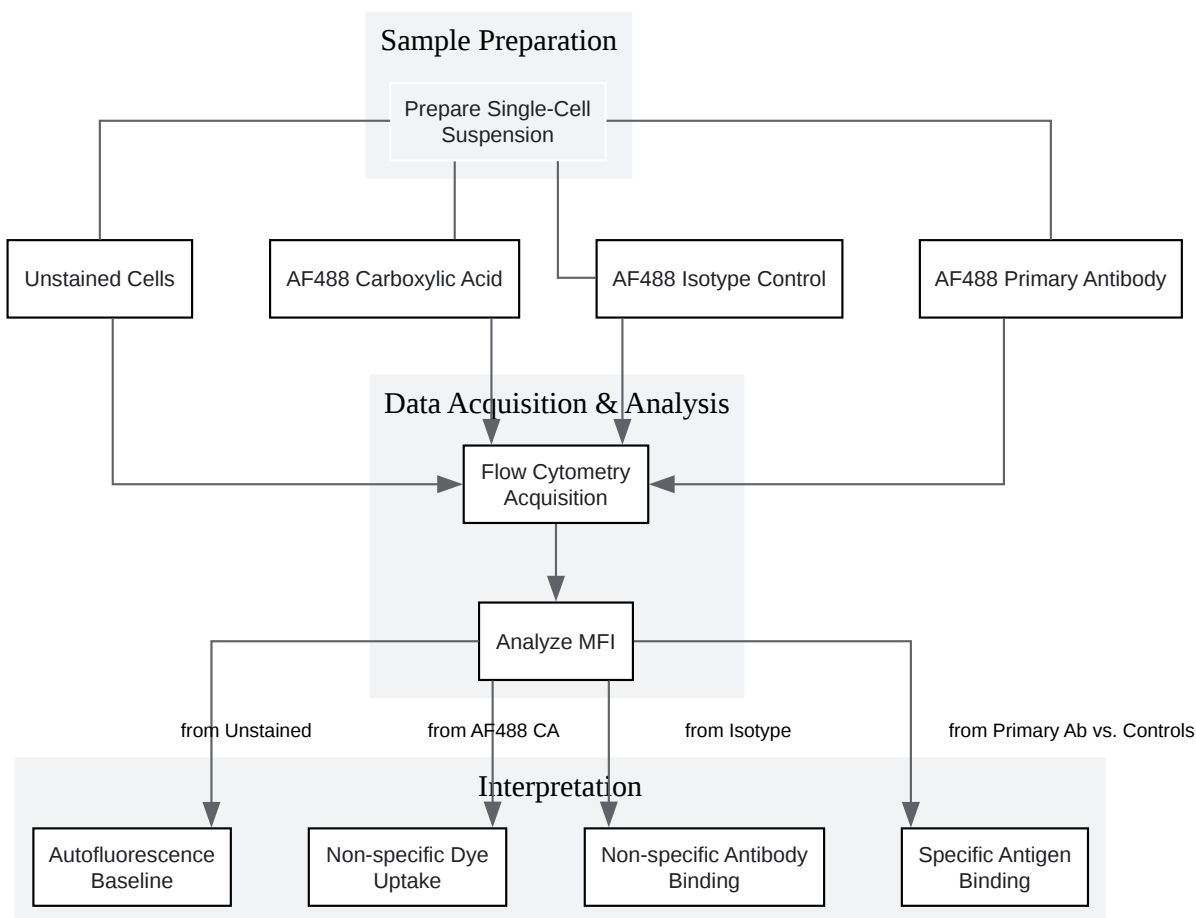 Sample Preparation
Prepare Single-Cell
Suspension
Unstained Cells
AF488 Carboxylic Acid
AF488 Isotype Control
AF488 Primary Antibody
Data Acquisition & Analysis
Flow Cytometry
Acquisition
Analyze MFI
from Unstained
from AF488 CA
from Isotype
from Primary Ab vs. Controls
Interpretation
Autofluorescence
Baseline
Non-specific Dye
Uptake
Non-specific Antibody
Binding
Specific Antigen
Binding